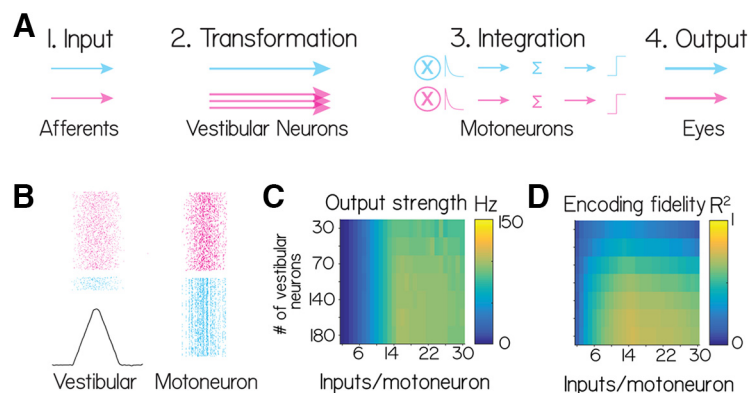 A
1. Input
2. Transformation
3. Integration
4. Output
X
Σ
X
Σ
Afferents
Vestibular Neurons
Motoneurons
Eyes
B
Vestibular
Motoneuron
C
Output strength Hz
150
0
# of vestibular
neurons
30
70
140
180
6 14 22 30
Inputs/motoneuron
D
Encoding fidelity R²
1
0
6 14 22 30
Inputs/motoneuron